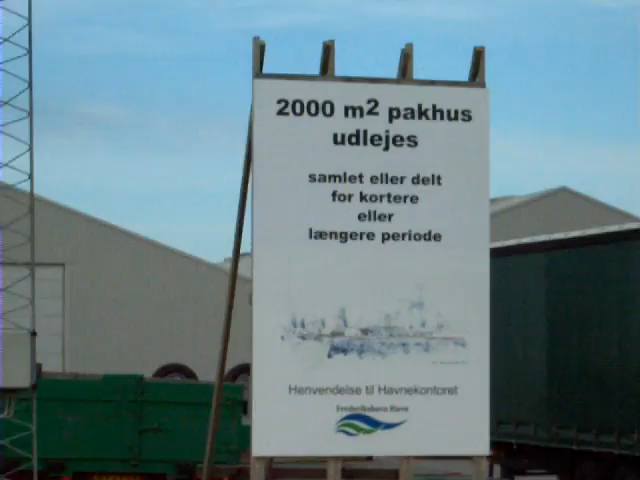 2000 m2 pakhus
udlejes
samlet eller delt
for kortere
eller
længere periode
Henvendelse til Havnekontoret
Frederikshavn Havn